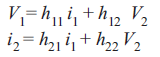 V₁ = h₁₁ i₁ + h₁₂ V₂
i₂ = h₂₁ i₁ + h₂₂ V₂